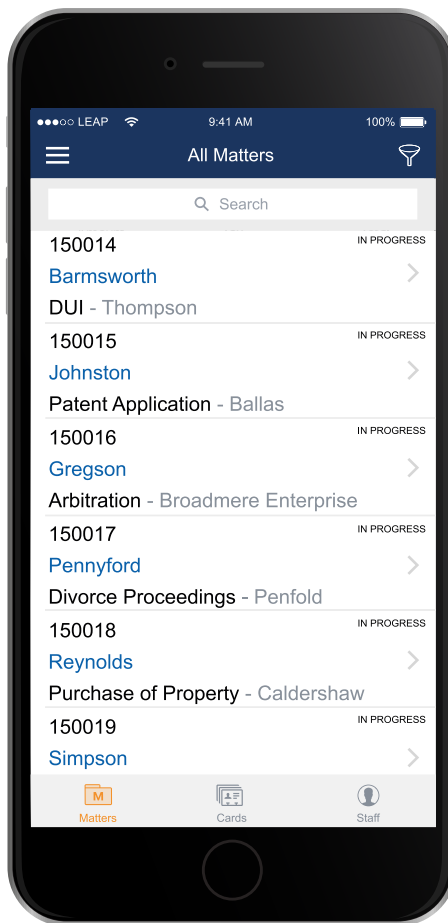 LEAP 9:41 AM 100%
All Matters
Search
150014 IN PROGRESS
Barmsworth
DUI - Thompson
150015 IN PROGRESS
Johnston
Patent Application - Ballas
150016 IN PROGRESS
Gregson
Arbitration - Broadmere Enterprise
150017 IN PROGRESS
Pennyford
Divorce Proceedings - Penfold
150018 IN PROGRESS
Reynolds
Purchase of Property - Caldershaw
150019 IN PROGRESS
Simpson
M
Matters Cards Staff